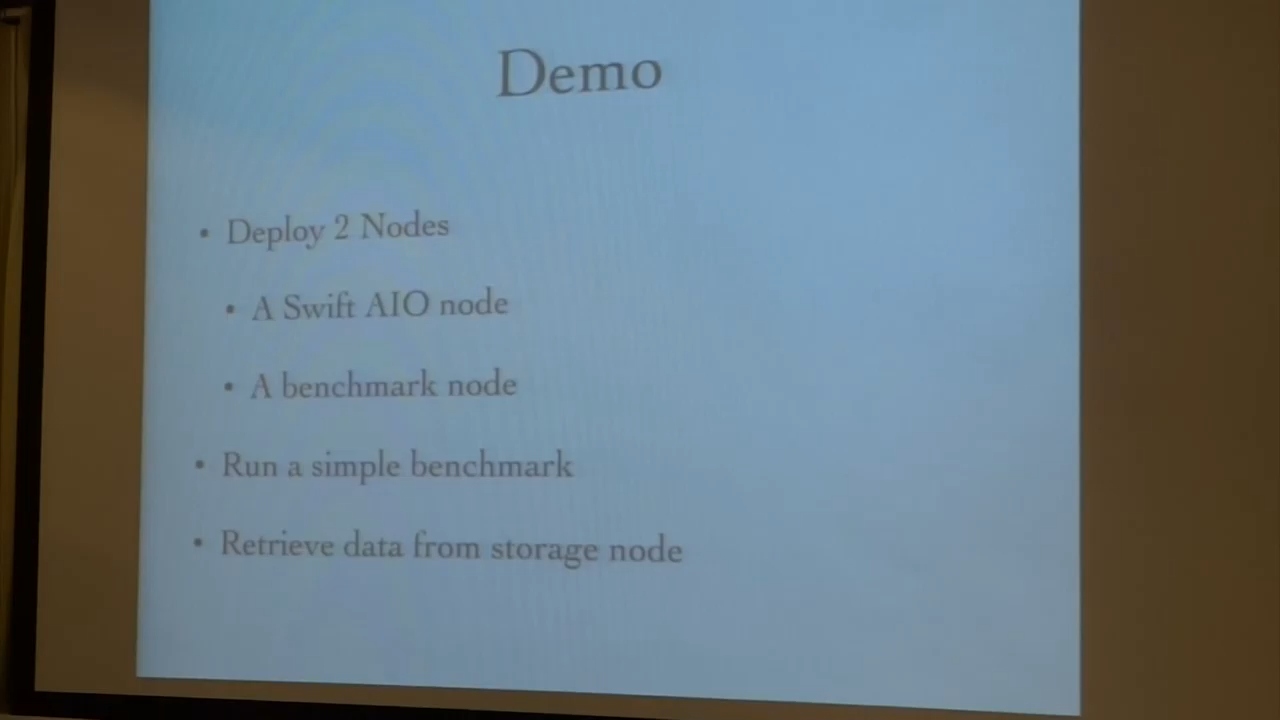 Demo
• Deploy 2 Nodes
• A Swift AIO node
• A benchmark node
• Run a simple benchmark
• Retrieve data from storage node